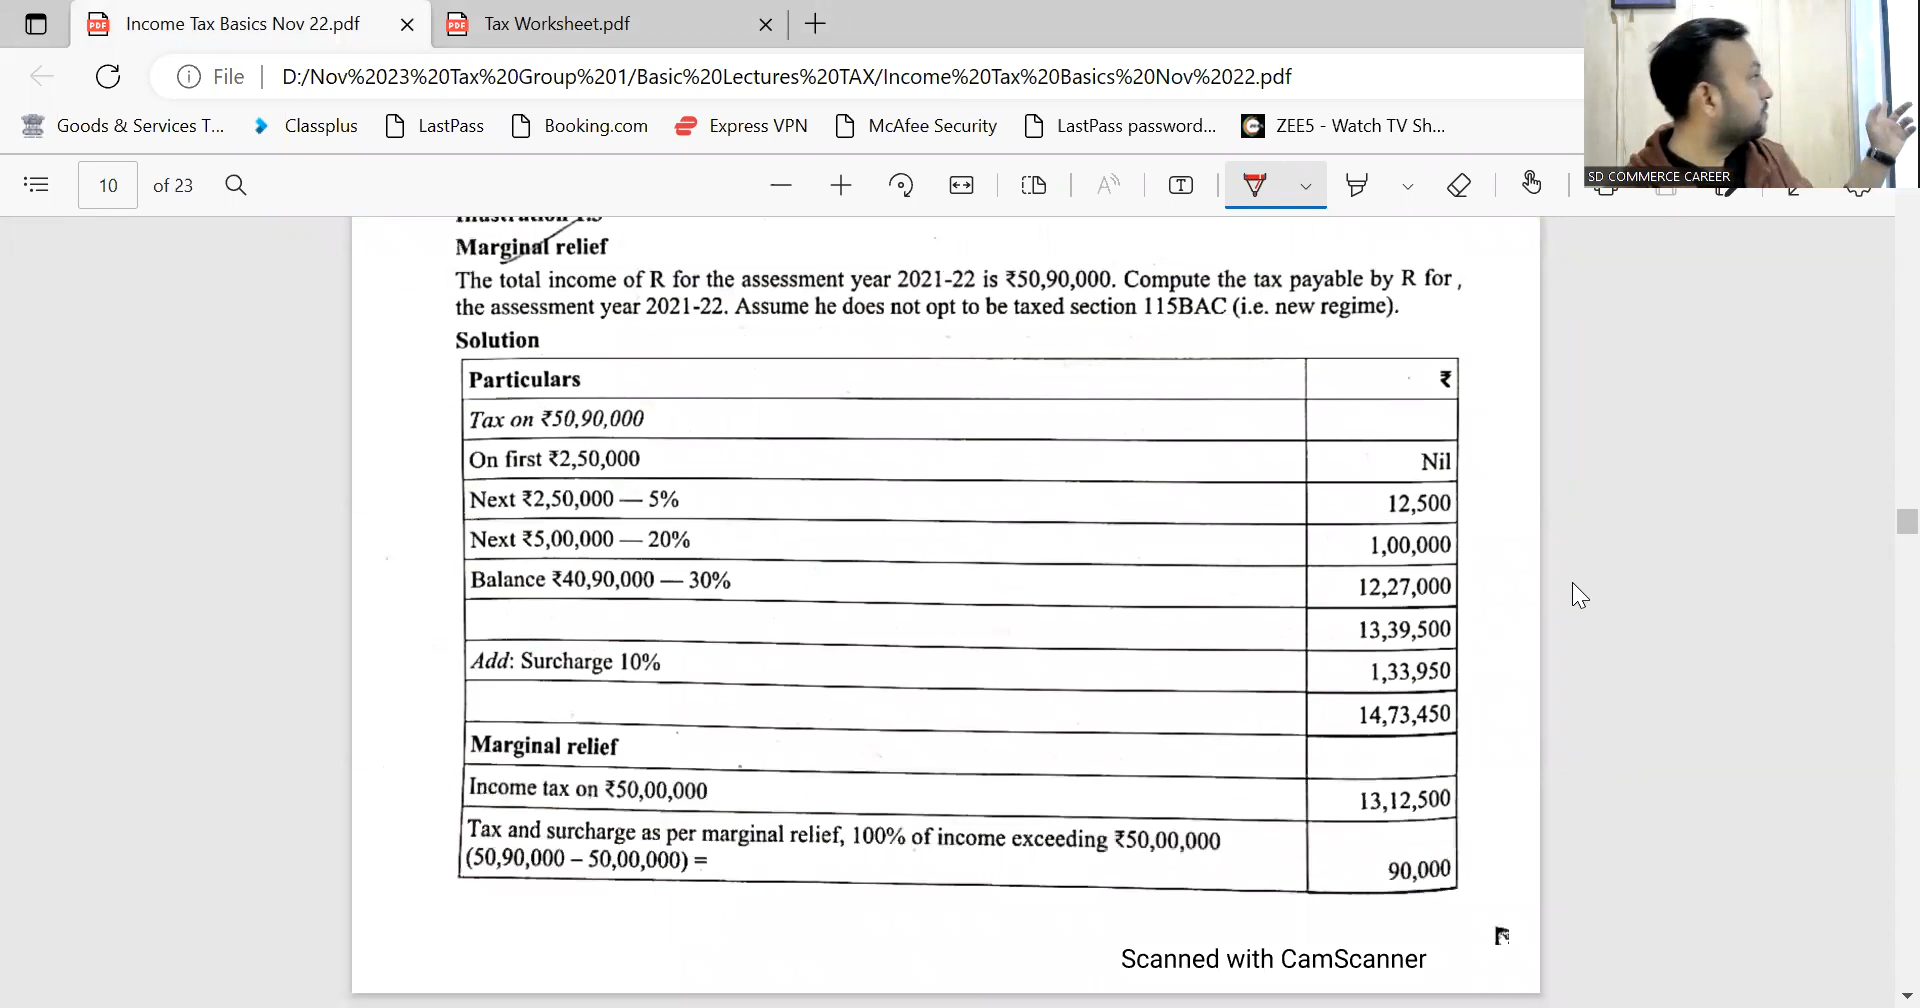 Income Tax Basics Nov 22.pdf
Tax Worksheet.pdf
File
D:/Nov%2023%20Tax%20Group%201/Basic%20Lectures%20TAX/Income%20Tax%20Basics%20Nov%2022.pdf
Goods & Services T...
Classplus
LastPass
Booking.com
Express VPN
McAfee Security
LastPass password...
ZEE5 - Watch TV Sh...
SD COMMERCE CAREER
10 of 23
Illustration 1.3
Marginal relief
The total income of R for the assessment year 2021-22 is ₹50,90,000. Compute the tax payable by R for
the assessment year 2021-22. Assume he does not opt to be taxed section 115BAC (i.e. new regime).
Solution
Particulars ₹
Tax on ₹50,90,000
On first ₹2,50,000 Nil
Next ₹2,50,000 — 5% 12,500
Next ₹5,00,000 — 20% 1,00,000
Balance ₹40,90,000 — 30% 12,27,000
13,39,500
Add: Surcharge 10% 1,33,950
14,73,450
Marginal relief
Income tax on ₹50,00,000 13,12,500
Tax and surcharge as per marginal relief, 100% of income exceeding ₹50,00,000
(50,90,000 – 50,00,000) = 90,000
Scanned with CamScanner